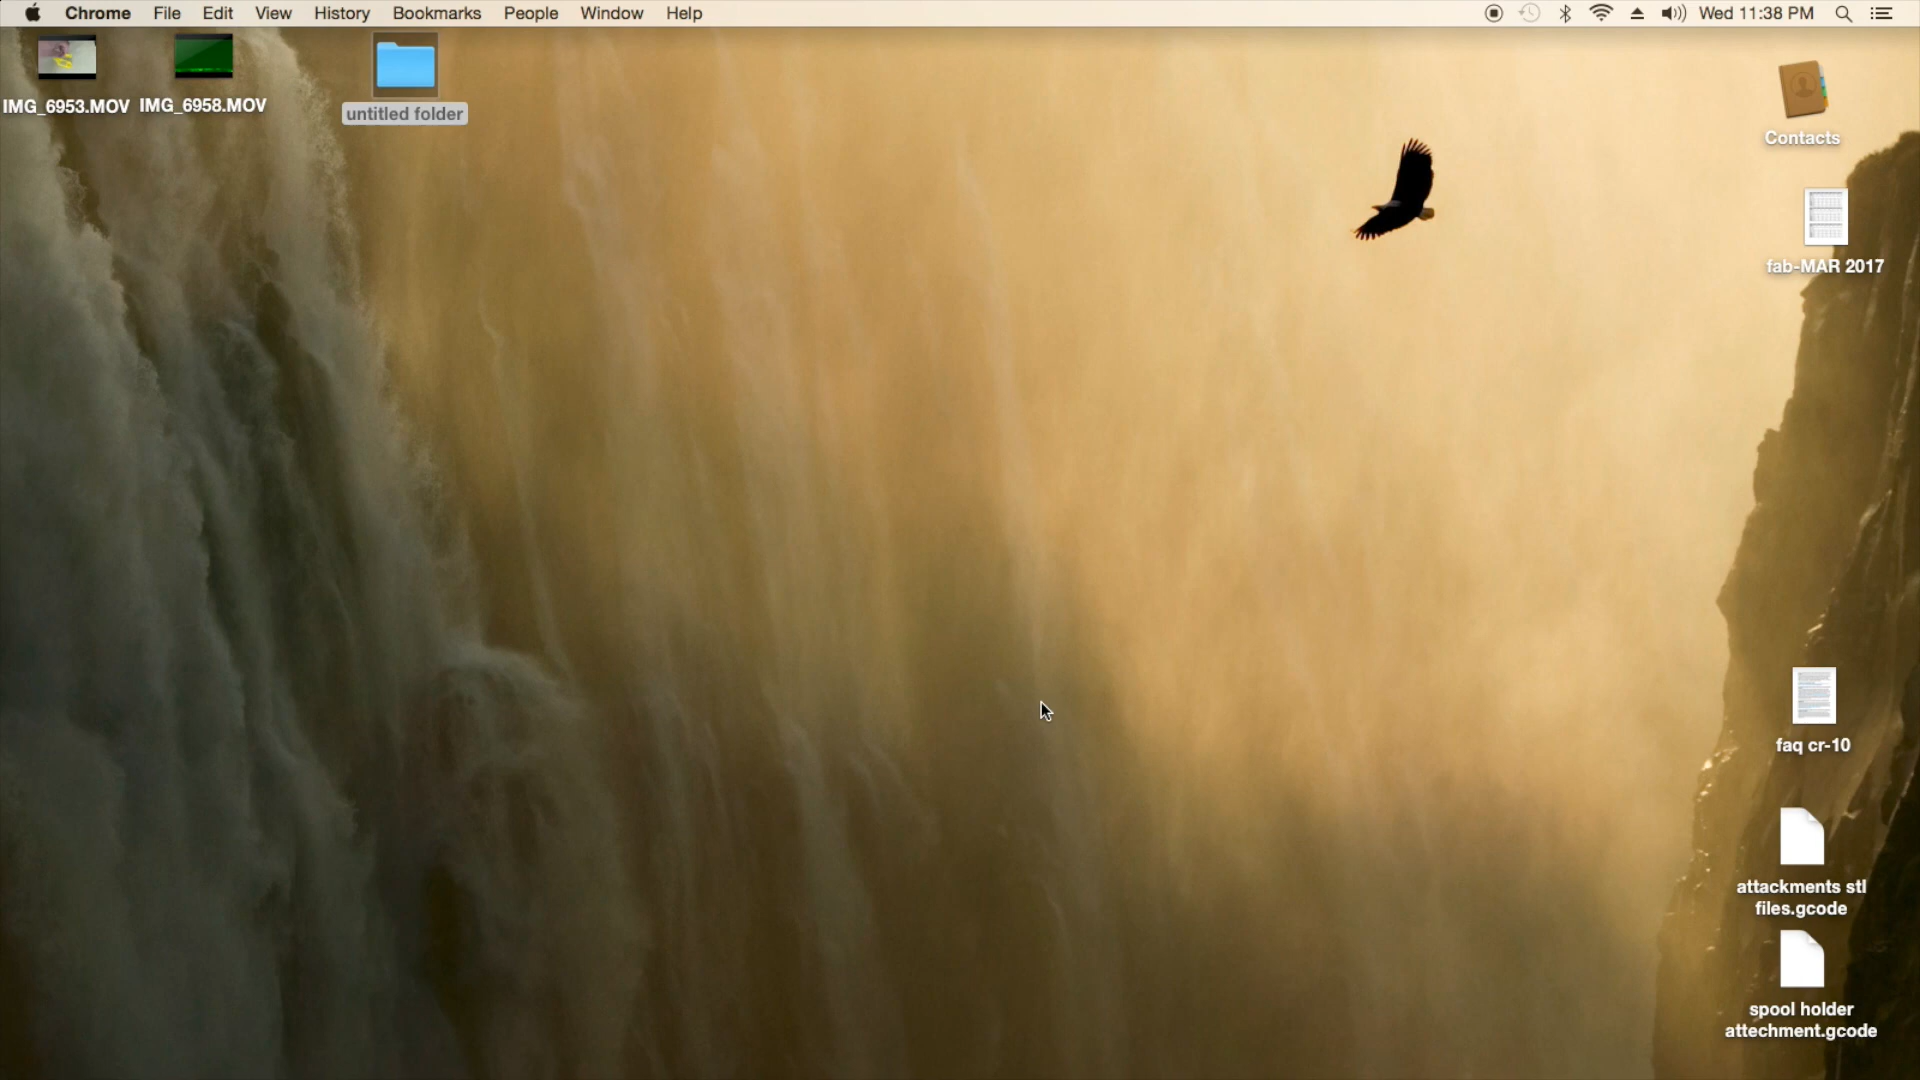 Chrome File Edit View History Bookmarks People Window Help Wed 11:38 PM
IMG_6953.MOV IMG_6958.MOV untitled folder
Contacts
fab-MAR 2017
faq cr-10
attackments stl
files.gcode
spool holder
attechment.gcode